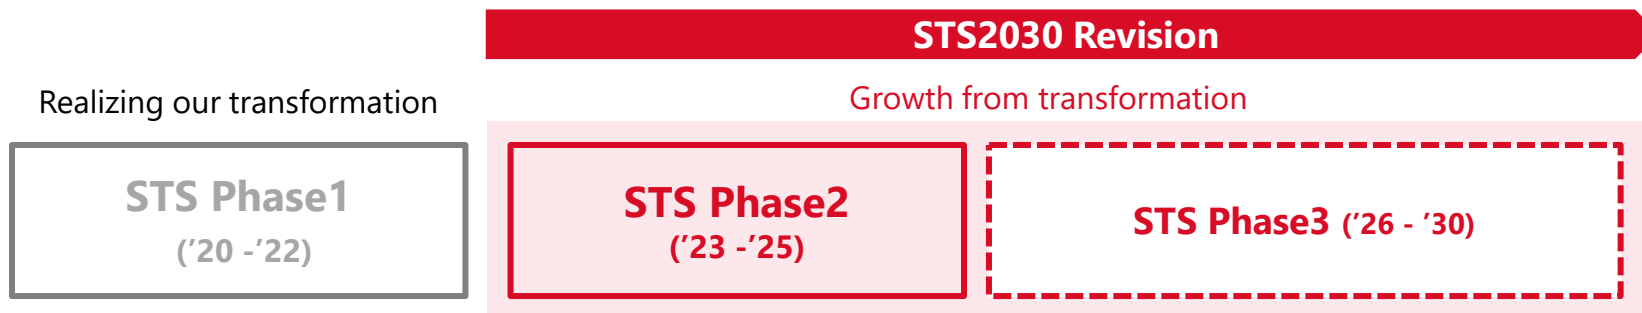 STS2030 Revision
Realizing our transformation
Growth from transformation
STS Phase1
(’20 -’22)
STS Phase2
(’23 -’25)
STS Phase3 (’26 - ’30)